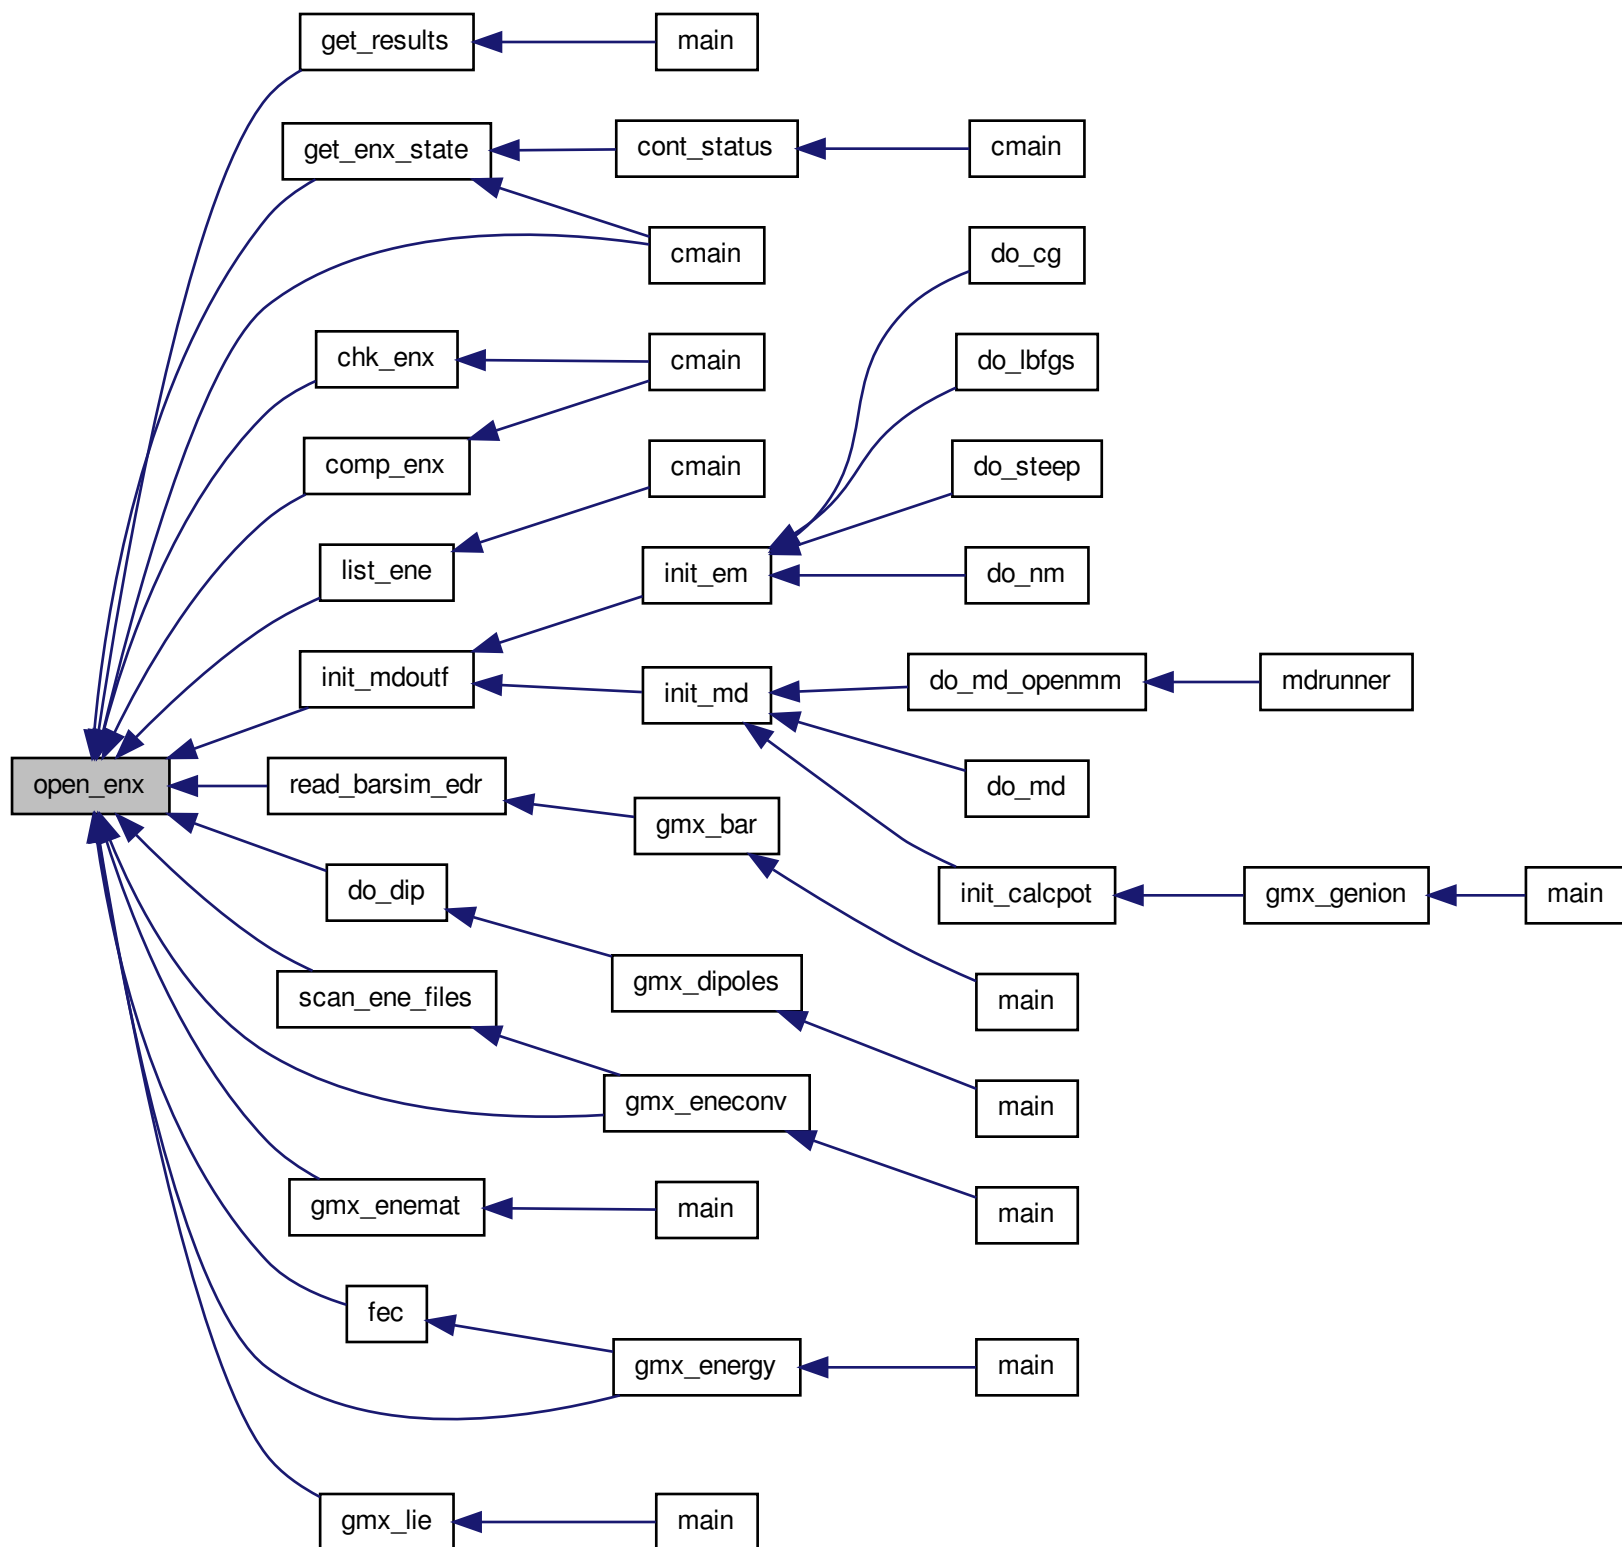 get_results
main
get_enx_state
cont_status
cmain
cmain
do_cg
chk_enx
cmain
do_lbfgs
comp_enx
cmain
do_steep
list_ene
init_em
do_nm
init_mdoutf
init_md
do_md_openmm
mdrunner
open_enx
read_barsim_edr
do_md
gmx_bar
do_dip
init_calcpot
gmx_genion
main
scan_ene_files
gmx_dipoles
main
gmx_eneconv
main
gmx_enemat
main
main
fec
gmx_energy
main
gmx_lie
main